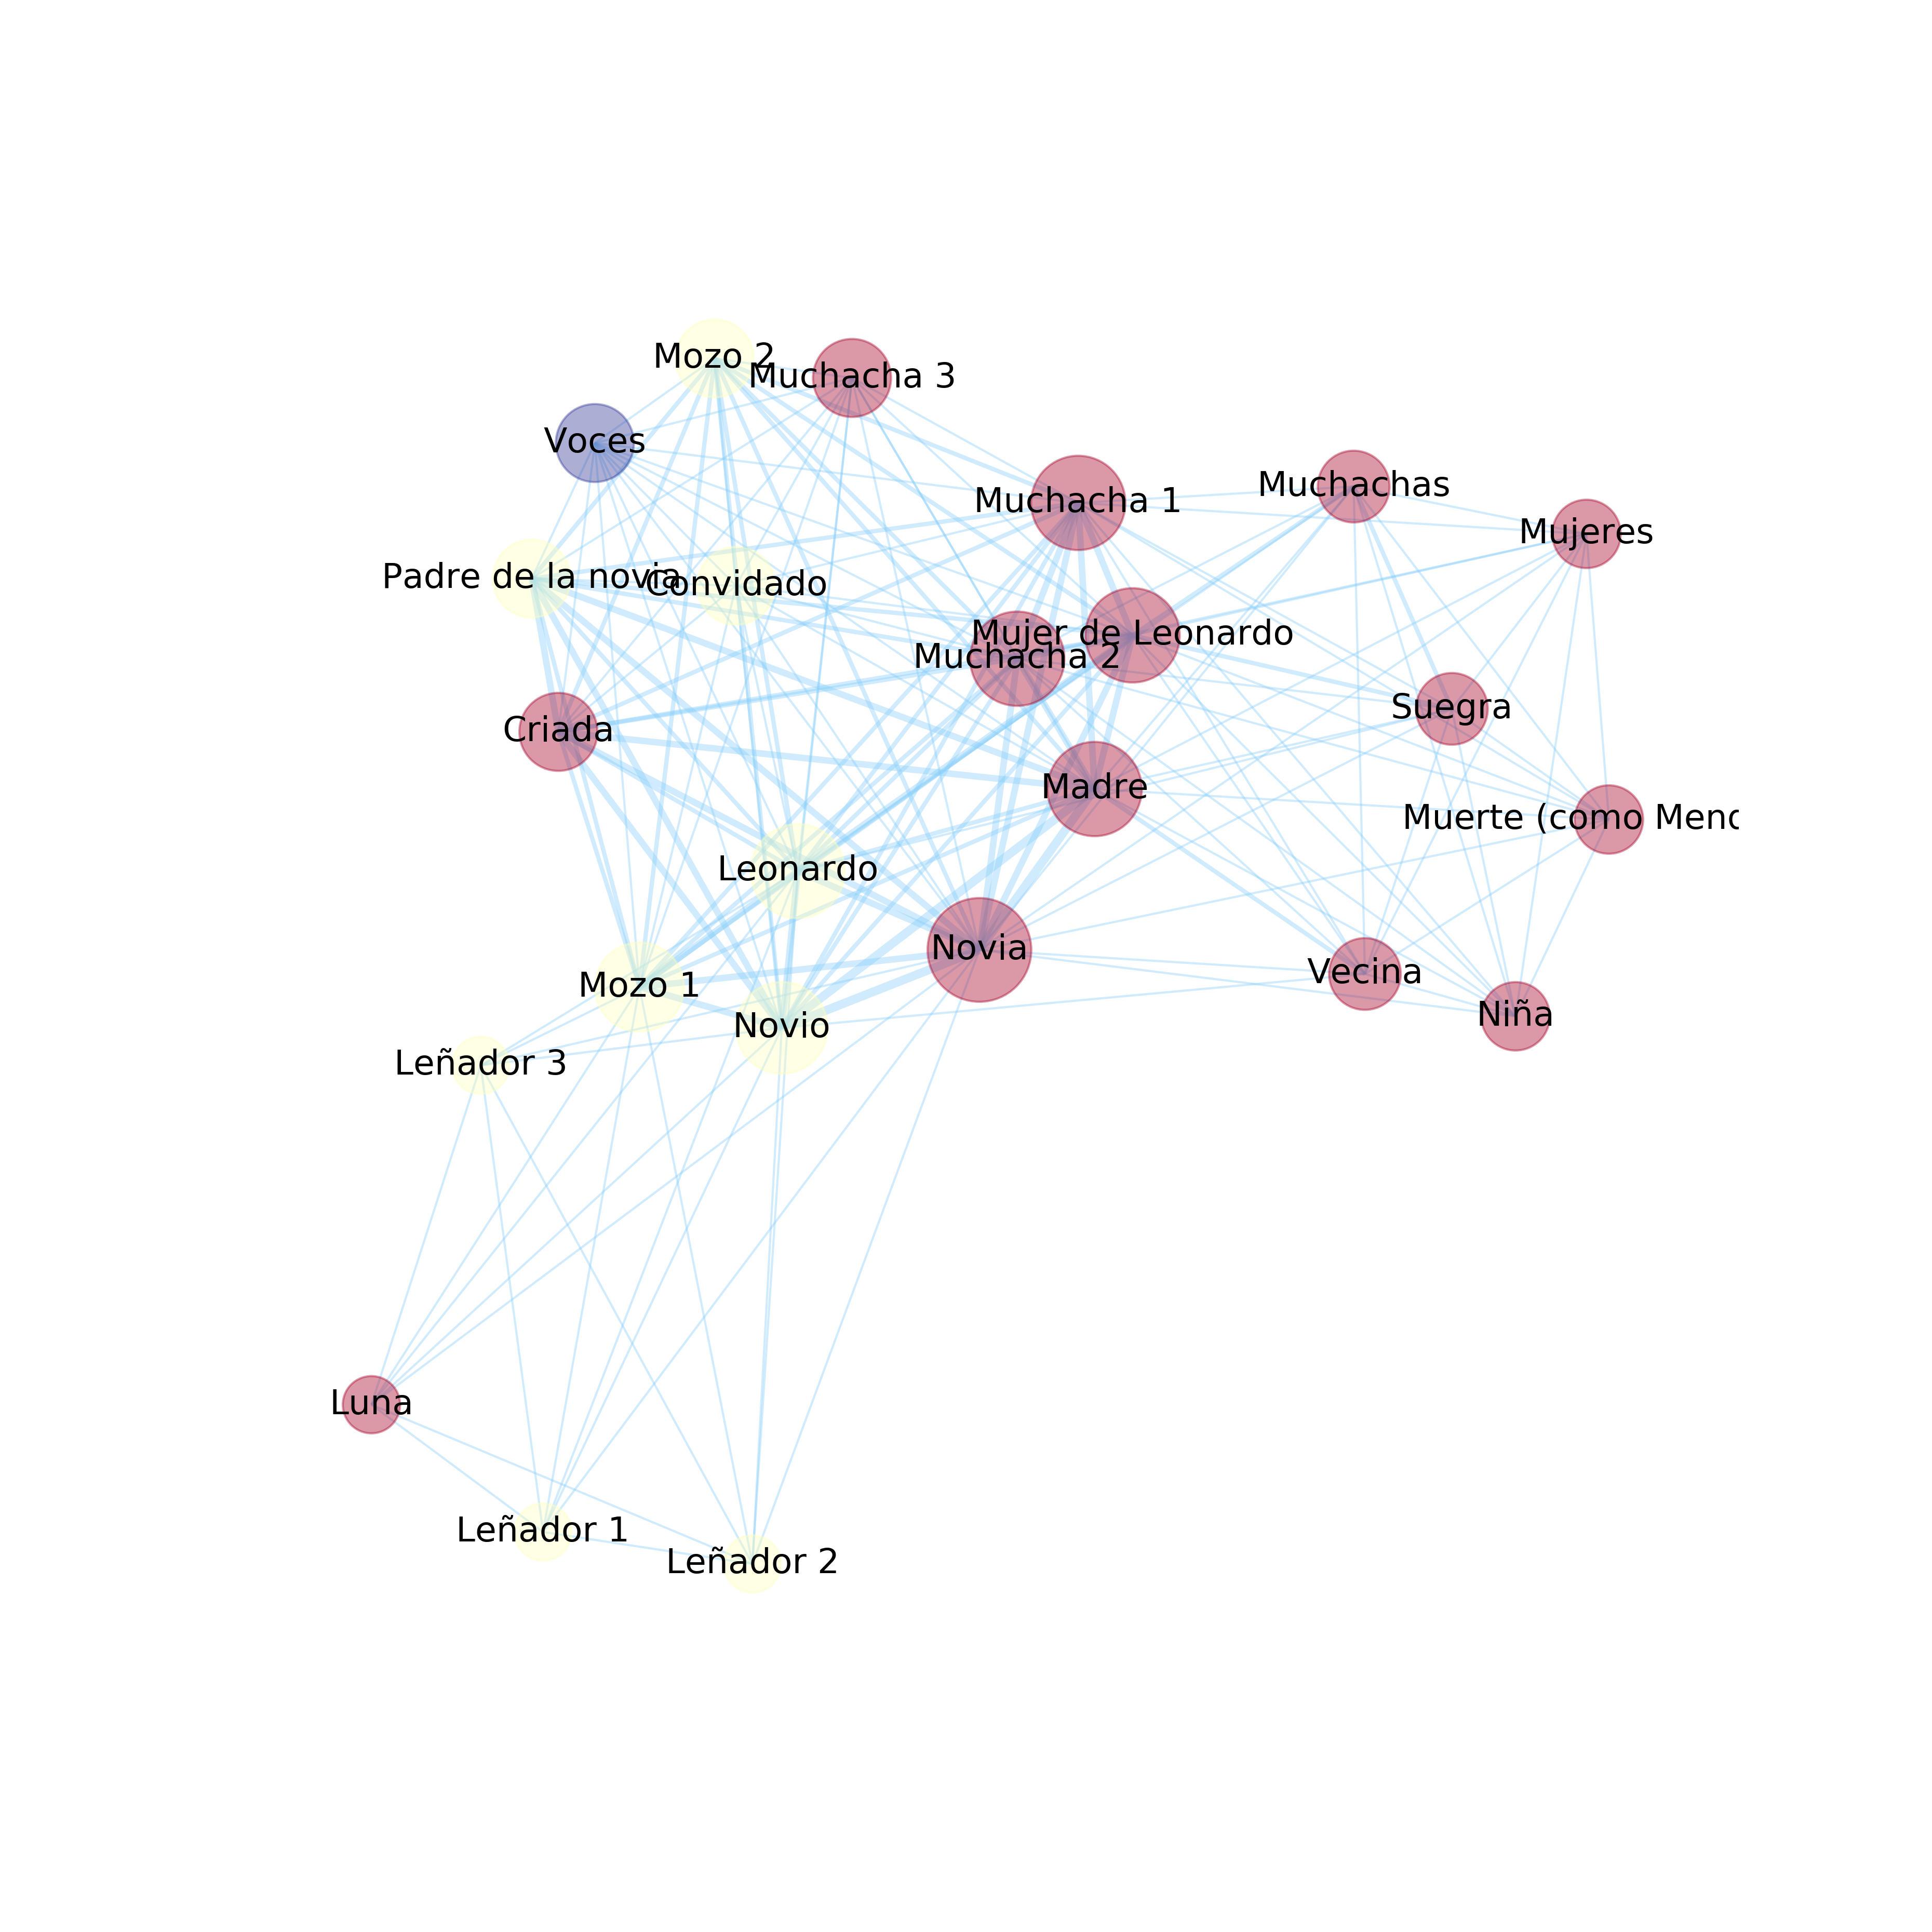 Mozo 2
Muchacha 3
Voces
Muchacha 1
Muchachas
Mujeres
Padre de la novia
Convidado
Mujer de Leonardo
Muchacha 2
Criada
Suegra
Madre
Muerte (como Menc
Leonardo
Novia
Vecina
Mozo 1
Niña
Novio
Leñador 3
Luna
Leñador 1
Leñador 2